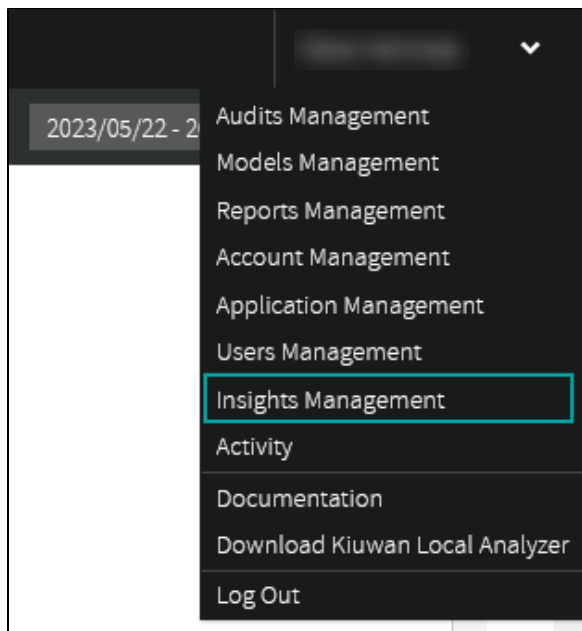 2023/05/22 - 2
Audits Management
Models Management
Reports Management
Account Management
Application Management
Users Management
Insights Management
Activity
Documentation
Download Kiuwan Local Analyzer
Log Out